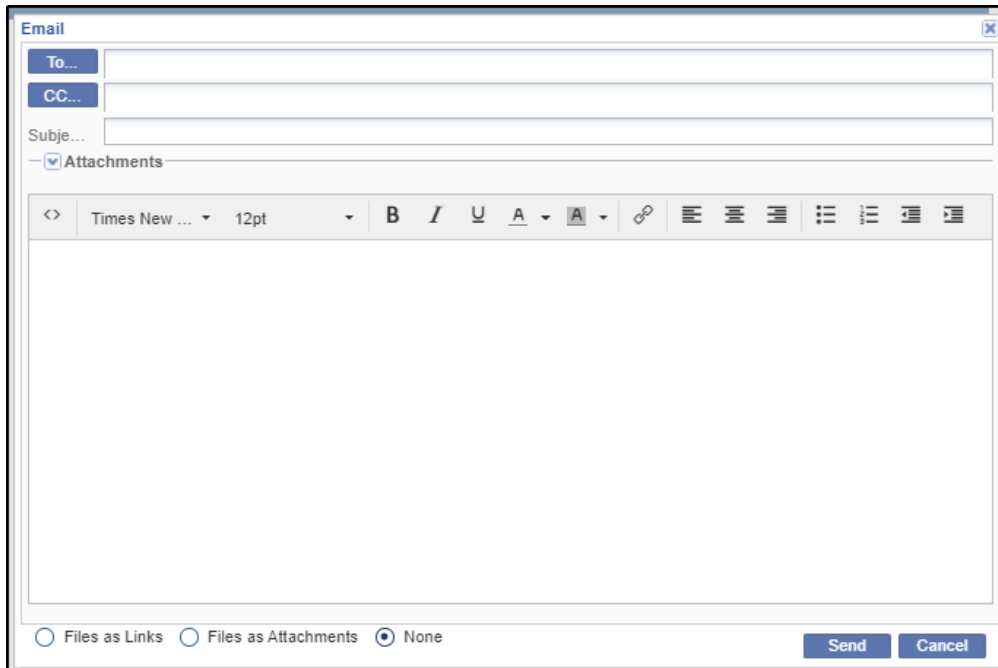 Email
To...
CC...
Subje...
Attachments
Times New ... 12pt B I U A A
Files as Links Files as Attachments None
Send Cancel